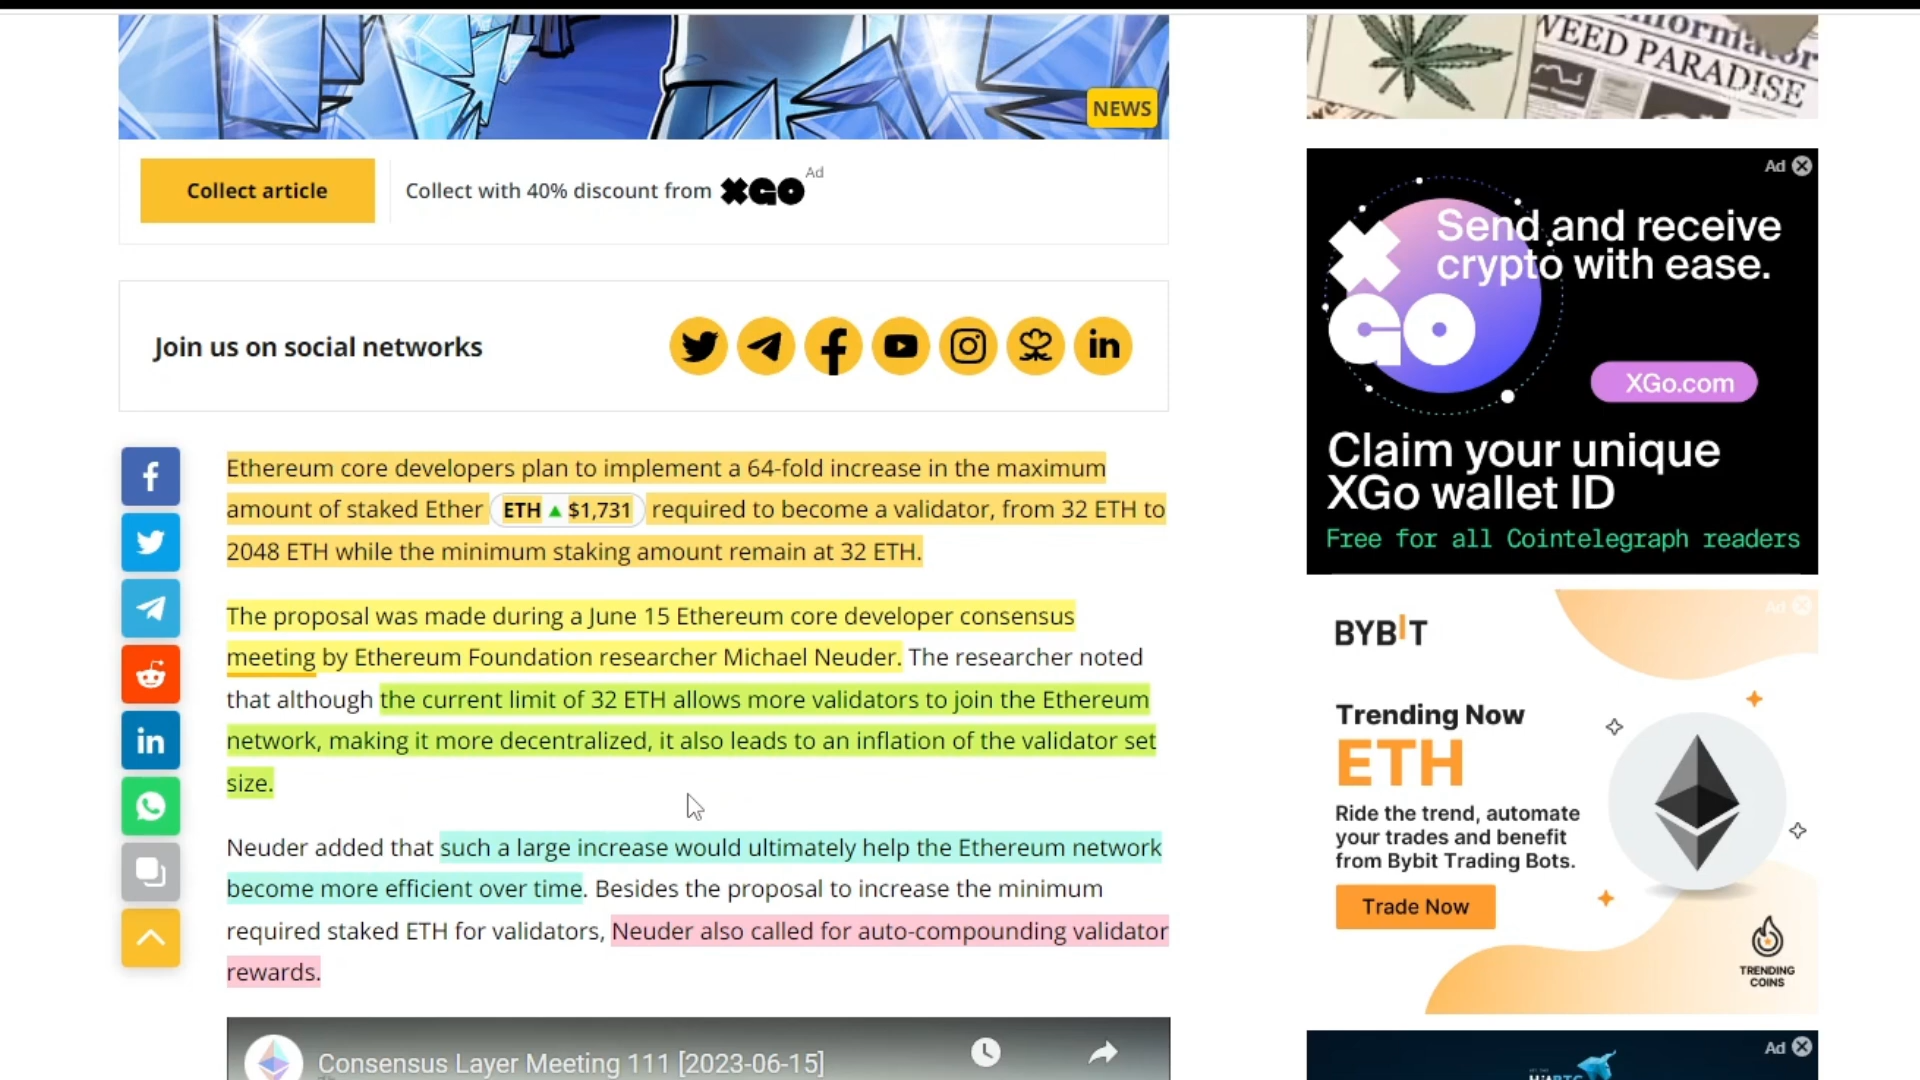 NEWS
Collect article
Collect with 40% discount from XGO
Ad
Join us on social networks
Ethereum core developers plan to implement a 64-fold increase in the maximum
amount of staked Ether ETH ▲ $1,731 required to become a validator, from 32 ETH to
2048 ETH while the minimum staking amount remain at 32 ETH.
The proposal was made during a June 15 Ethereum core developer consensus
meeting by Ethereum Foundation researcher Michael Neuder. The researcher noted
that although the current limit of 32 ETH allows more validators to join the Ethereum
network, making it more decentralized, it also leads to an inflation of the validator set
size.
Neuder added that such a large increase would ultimately help the Ethereum network
become more efficient over time. Besides the proposal to increase the minimum
required staked ETH for validators, Neuder also called for auto-compounding validator
rewards.
Consensus Layer Meeting 111 [2023-06-15]
WEED PARADISE
Ad
Send and receive
crypto with ease.
XGO
XGo.com
Claim your unique
XGo wallet ID
Free for all Cointelegraph readers
Ad
BYBIT
Trending Now
ETH
Ride the trend, automate
your trades and benefit
from Bybit Trading Bots.
Trade Now
TRENDING
COINS
Ad